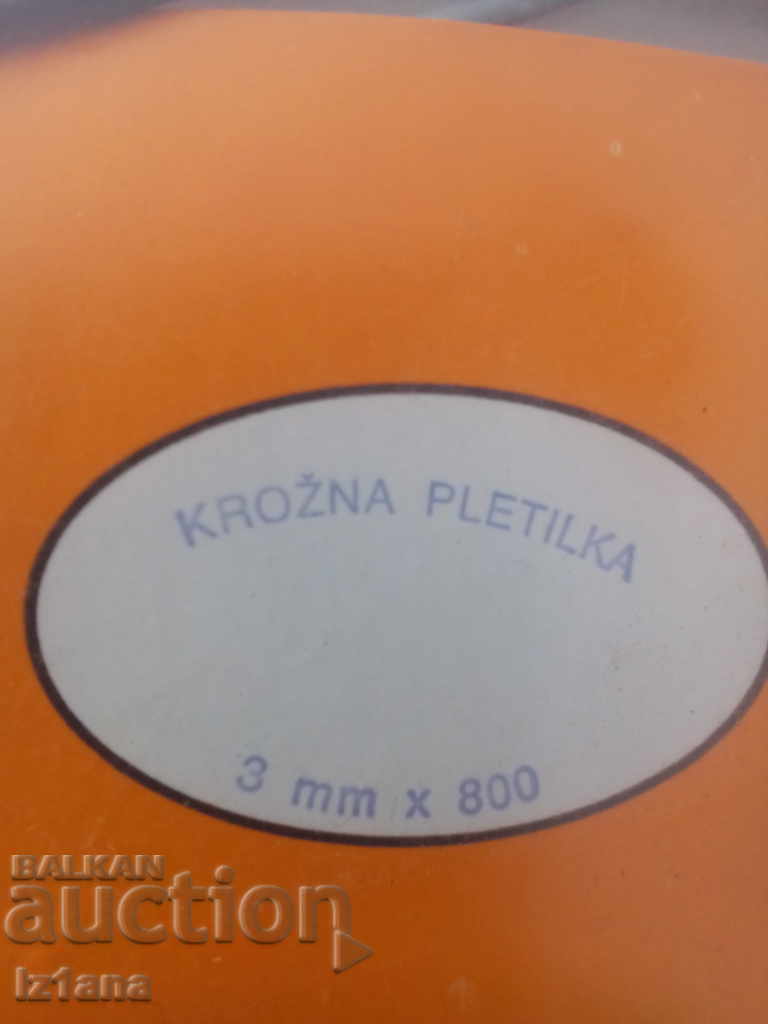 KROŽNA PLETILKA
3 mm x 800
BALKAN
auction
Iz1ana